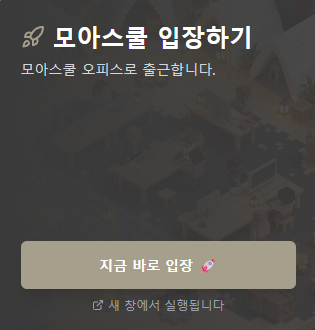 모아스쿨 입장하기
모아스쿨 오피스로 출근합니다.
지금 바로 입장 🚀
새 창에서 실행됩니다